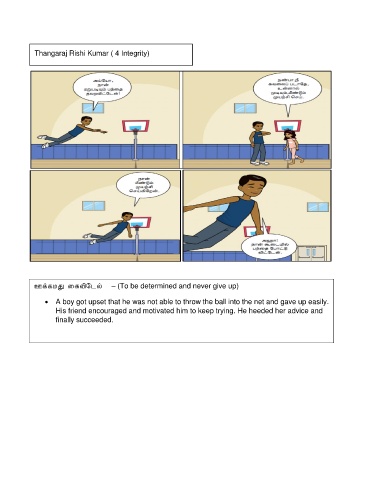 Thangaraj Rishi Kumar ( 4 Integrity)
அய்யோ,
நான்
மறுபடியும் பந்தை
தவறவிட்டேன்!
நண்பா நீ
கவலைப் படாதே,
உன்னால்
முடியும்.மீண்டும்
முயற்சி செய்.
நான்
மீண்டும்
முயற்சி
செய்கிறேன்.
அஹா!
நான் கூடையில்
பந்தை போட்டு
விட்டேன்.
ஊக்கமது கைவிடேல் – (To be determined and never give up)
• A boy got upset that he was not able to throw the ball into the net and gave up easily.
His friend encouraged and motivated him to keep trying. He heeded her advice and
finally succeeded.